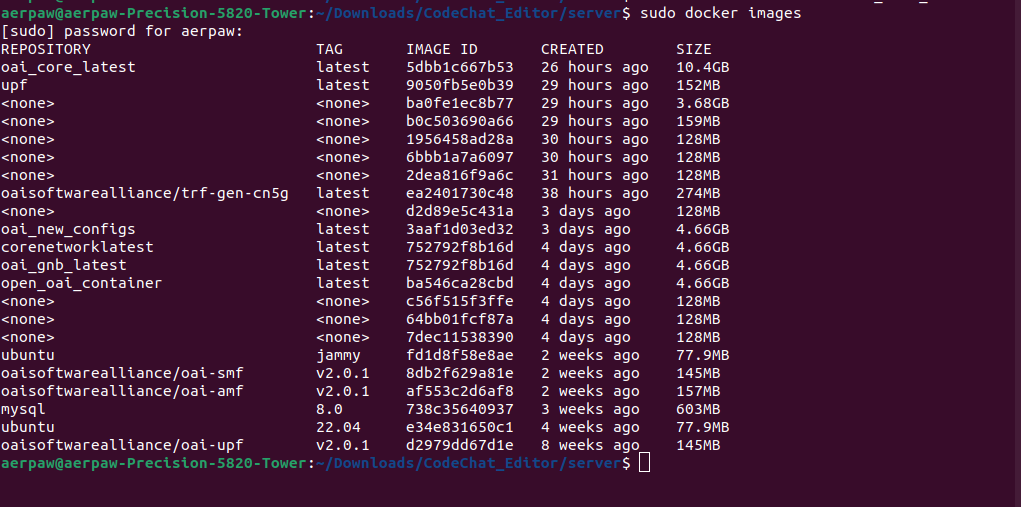 aerpaw@aerpaw-Precision-5820-Tower:~/Downloads/CodeChat_Editor/server$ sudo docker images
[sudo] password for aerpaw:
REPOSITORY TAG IMAGE ID CREATED SIZE
oai_core_latest latest 5dbb1c667b53 26 hours ago 10.4GB
upf latest 9050fb5e0b39 29 hours ago 152MB
<none> <none> ba0fe1ec8b77 29 hours ago 3.68GB
<none> <none> b0c503690a66 29 hours ago 159MB
<none> <none> 1956458ad28a 30 hours ago 128MB
<none> <none> 6bbb1a7a6097 30 hours ago 128MB
<none> <none> 2dea816f9a6c 31 hours ago 128MB
oaisoftwarealliance/trf-gen-cn5g latest ea2401730c48 38 hours ago 274MB
<none> <none> d2d89e5c431a 3 days ago 128MB
oai_new_configs latest 3aaf1d03ed32 3 days ago 4.66GB
corenetworklatest latest 752792f8b16d 4 days ago 4.66GB
oai_gnb_latest latest 752792f8b16d 4 days ago 4.66GB
open_oai_container latest ba546ca28cbd 4 days ago 4.66GB
<none> <none> c56f515f3ffe 4 days ago 128MB
<none> <none> 64bb01fcf87a 4 days ago 128MB
<none> <none> 7dec11538390 4 days ago 128MB
ubuntu jammy fd1d8f58e8ae 2 weeks ago 77.9MB
oaisoftwarealliance/oai-smf v2.0.1 8db2f629a81e 2 weeks ago 145MB
oaisoftwarealliance/oai-amf v2.0.1 af553c2d6af8 2 weeks ago 157MB
mysql 8.0 738c35640937 3 weeks ago 603MB
ubuntu 22.04 e34e831650c1 4 weeks ago 77.9MB
oaisoftwarealliance/oai-upf v2.0.1 d2979dd67d1e 8 weeks ago 145MB
aerpaw@aerpaw-Precision-5820-Tower:~/Downloads/CodeChat_Editor/server$